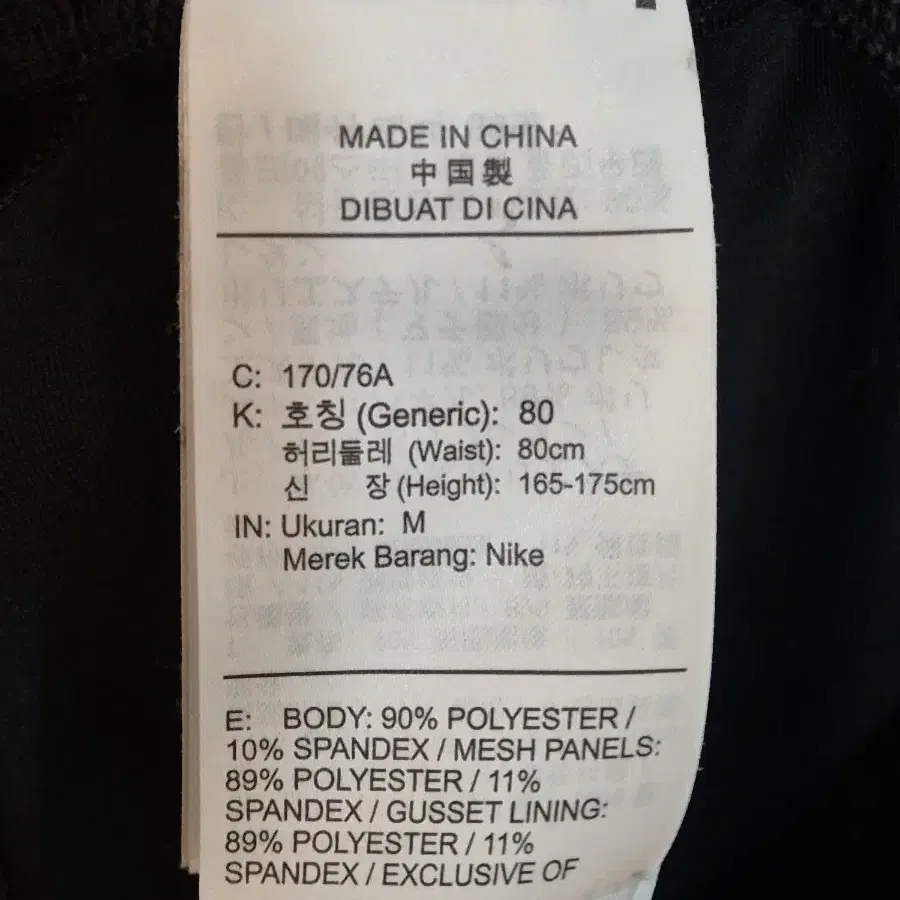 MADE IN CHINA
中国製
DIBUAT DI CINA
C: 170/76A
K: 호칭 (Generic): 80
허리둘레 (Waist): 80cm
신 장 (Height): 165-175cm
IN: Ukuran: M
Merek Barang: Nike
E: BODY: 90% POLYESTER /
10% SPANDEX / MESH PANELS:
89% POLYESTER / 11%
SPANDEX / GUSSET LINING:
89% POLYESTER / 11%
SPANDEX / EXCLUSIVE OF